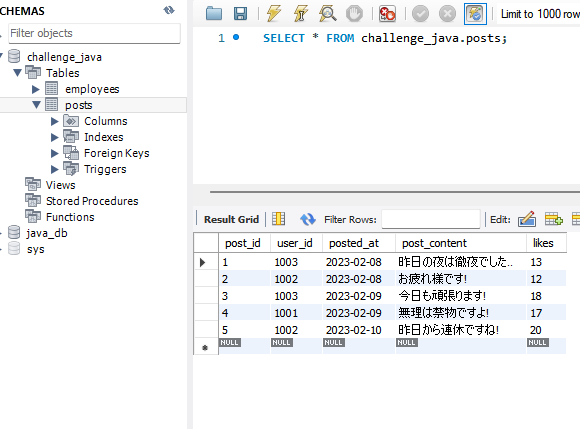 SCHEMAS
Filter objects
challenge_java
Tables
employees
posts
Columns
Indexes
Foreign Keys
Triggers
Views
Stored Procedures
Functions
java_db
sys
Limit to 1000 row
1 SELECT * FROM challenge_java.posts;
Result Grid Filter Rows: Edit:
post_id user_id posted_at post_content likes
1 1003 2023-02-08 昨日の夜は徹夜でした.. 13
2 1002 2023-02-08 お疲れ様です! 12
3 1003 2023-02-09 今日も頑張ります! 18
4 1001 2023-02-09 無理は禁物ですよ! 17
5 1002 2023-02-10 昨日から連休ですね! 20
NULL NULL NULL NULL NULL